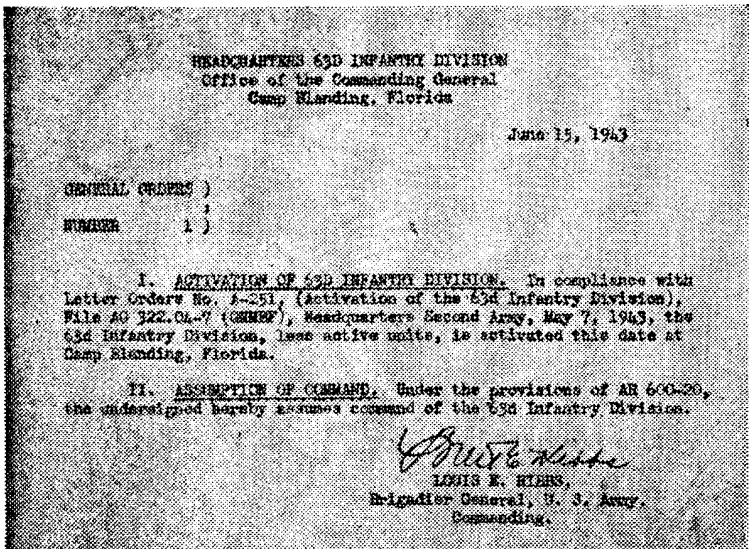 HEADQUARTERS 63D INFANTRY DIVISION
Office of the Commanding General
Camp Blanding, Florida
June 15, 1943
GENERAL ORDERS )
:
NUMBER 1 )
I. ACTIVATION OF 63D INFANTRY DIVISION. In compliance with
Letter Orders No. A-251, (Activation of the 63d Infantry Division),
File AG 322.04-7 (GNMBF), Headquarters Second Army, May 7, 1943, the
63d Infantry Division, less active units, is activated this date at
Camp Blanding, Florida.
II. ASSUMPTION OF COMMAND. Under the provisions of AR 600-20,
the undersigned hereby assumes command of the 63d Infantry Division.
Louis E Hibbs
LOUIS E. HIBBS,
Brigadier General, U. S. Army,
Commanding.